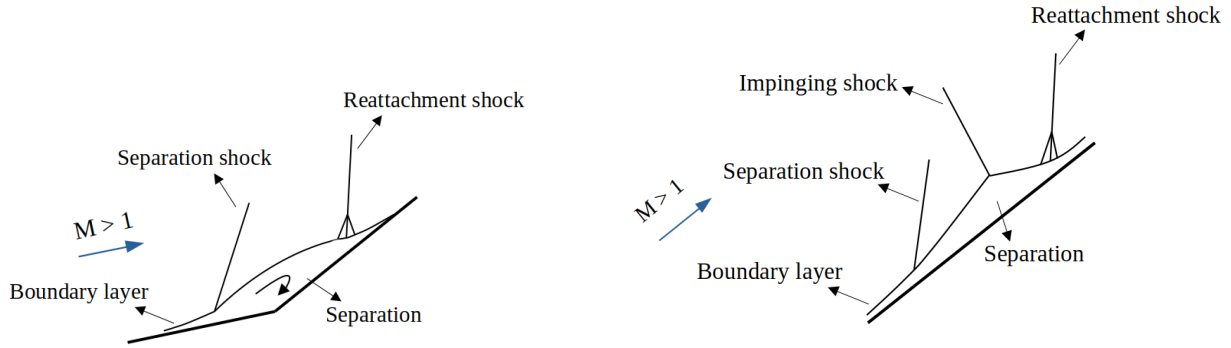 Reattachment shock
Separation shock
M > 1
Boundary layer
Separation
Reattachment shock
Impinging shock
Separation shock
M > 1
Separation
Boundary layer